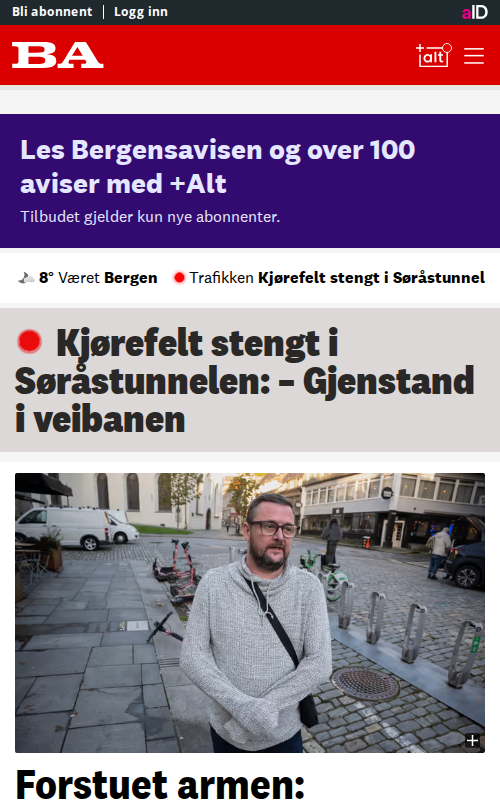 Bli abonnent | Logg inn
aID
BA
+alt
Les Bergensavisen og over 100
aviser med +Alt
Tilbudet gjelder kun nye abonnenter.
8° Været Bergen Trafikken Kjørefelt stengt i Søråstunnel
Kjørefelt stengt i
Søråstunnelen: – Gjenstand
i veibanen
Forstuet armen: